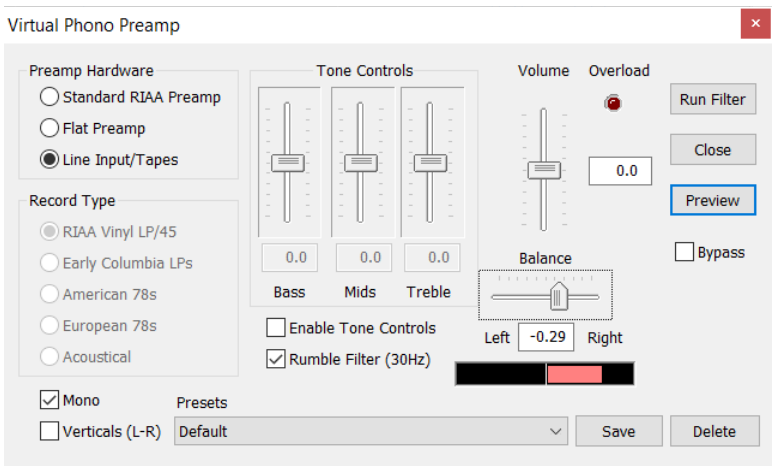 Virtual Phono Preamp
×
Preamp Hardware
Standard RIAA Preamp
Flat Preamp
Line Input/Tapes
Record Type
RIAA Vinyl LP/45
Early Columbia LPs
American 78s
European 78s
Acoustical
Mono
Verticals (L-R)
Tone Controls
0.0 0.0 0.0
Bass Mids Treble
Enable Tone Controls
Rumble Filter (30Hz)
Volume Overload
0.0
Balance
Left -0.29 Right
Run Filter
Close
Preview
Bypass
Presets
Default
Save
Delete